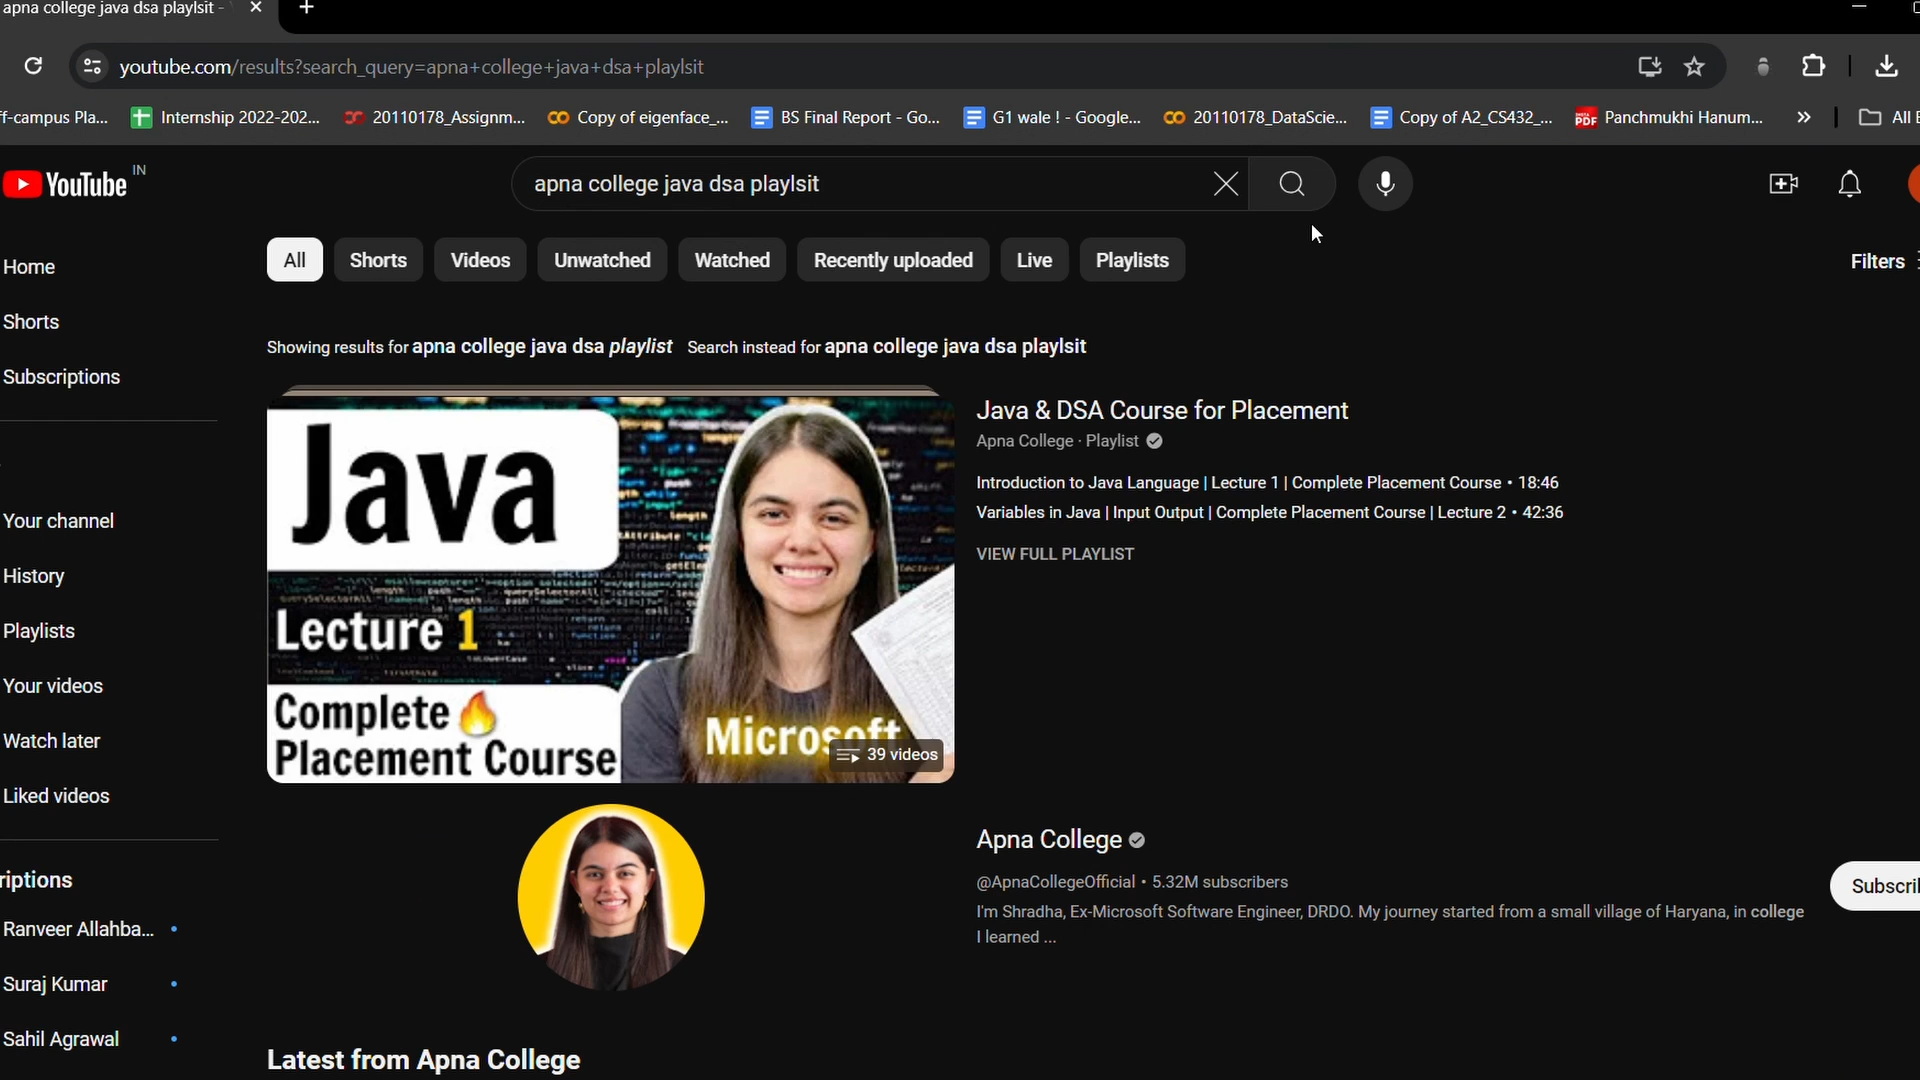 apna college java dsa playlsit -
youtube.com/results?search_query=apna+college+java+dsa+playlsit
ff-campus Pla... Internship 2022-202... 20110178_Assignm... Copy of eigenface_... BS Final Report - Go... G1 wale ! - Google... 20110178_DataScie... Copy of A2_CS432_... PDF Panchmukhi Hanum... » All
YouTube IN
apna college java dsa playlsit
All Shorts Videos Unwatched Watched Recently uploaded Live Playlists Filters
Home
Shorts
Subscriptions
Your channel
History
Playlists
Your videos
Watch later
Liked videos
riptions
Ranveer Allahba... •
Suraj Kumar •
Sahil Agrawal •
Showing results for apna college java dsa playlist Search instead for apna college java dsa playlsit
Java
Lecture 1
Complete 🔥
Placement Course
Microsoft
39 videos
Java & DSA Course for Placement
Apna College · Playlist
Introduction to Java Language | Lecture 1 | Complete Placement Course • 18:46
Variables in Java | Input Output | Complete Placement Course | Lecture 2 • 42:36
VIEW FULL PLAYLIST
Apna College
@ApnaCollegeOfficial • 5.32M subscribers
I'm Shradha, Ex-Microsoft Software Engineer, DRDO. My journey started from a small village of Haryana, in college
I learned ...
Subscri
Latest from Apna College